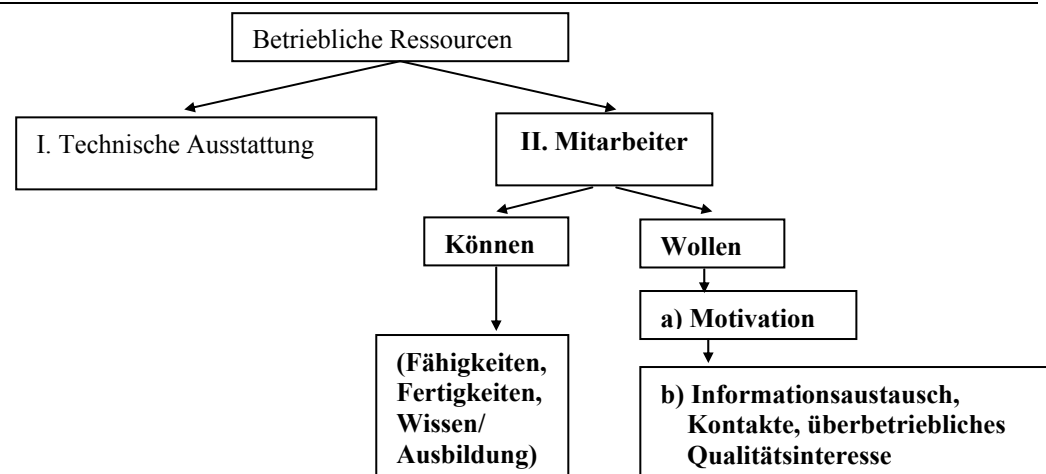 Betriebliche Ressourcen
I. Technische Ausstattung
II. Mitarbeiter
Können
Wollen
a) Motivation
(Fähigkeiten,
Fertigkeiten,
Wissen/
Ausbildung)
b) Informationsaustausch,
Kontakte, überbetriebliches
Qualitätsinteresse